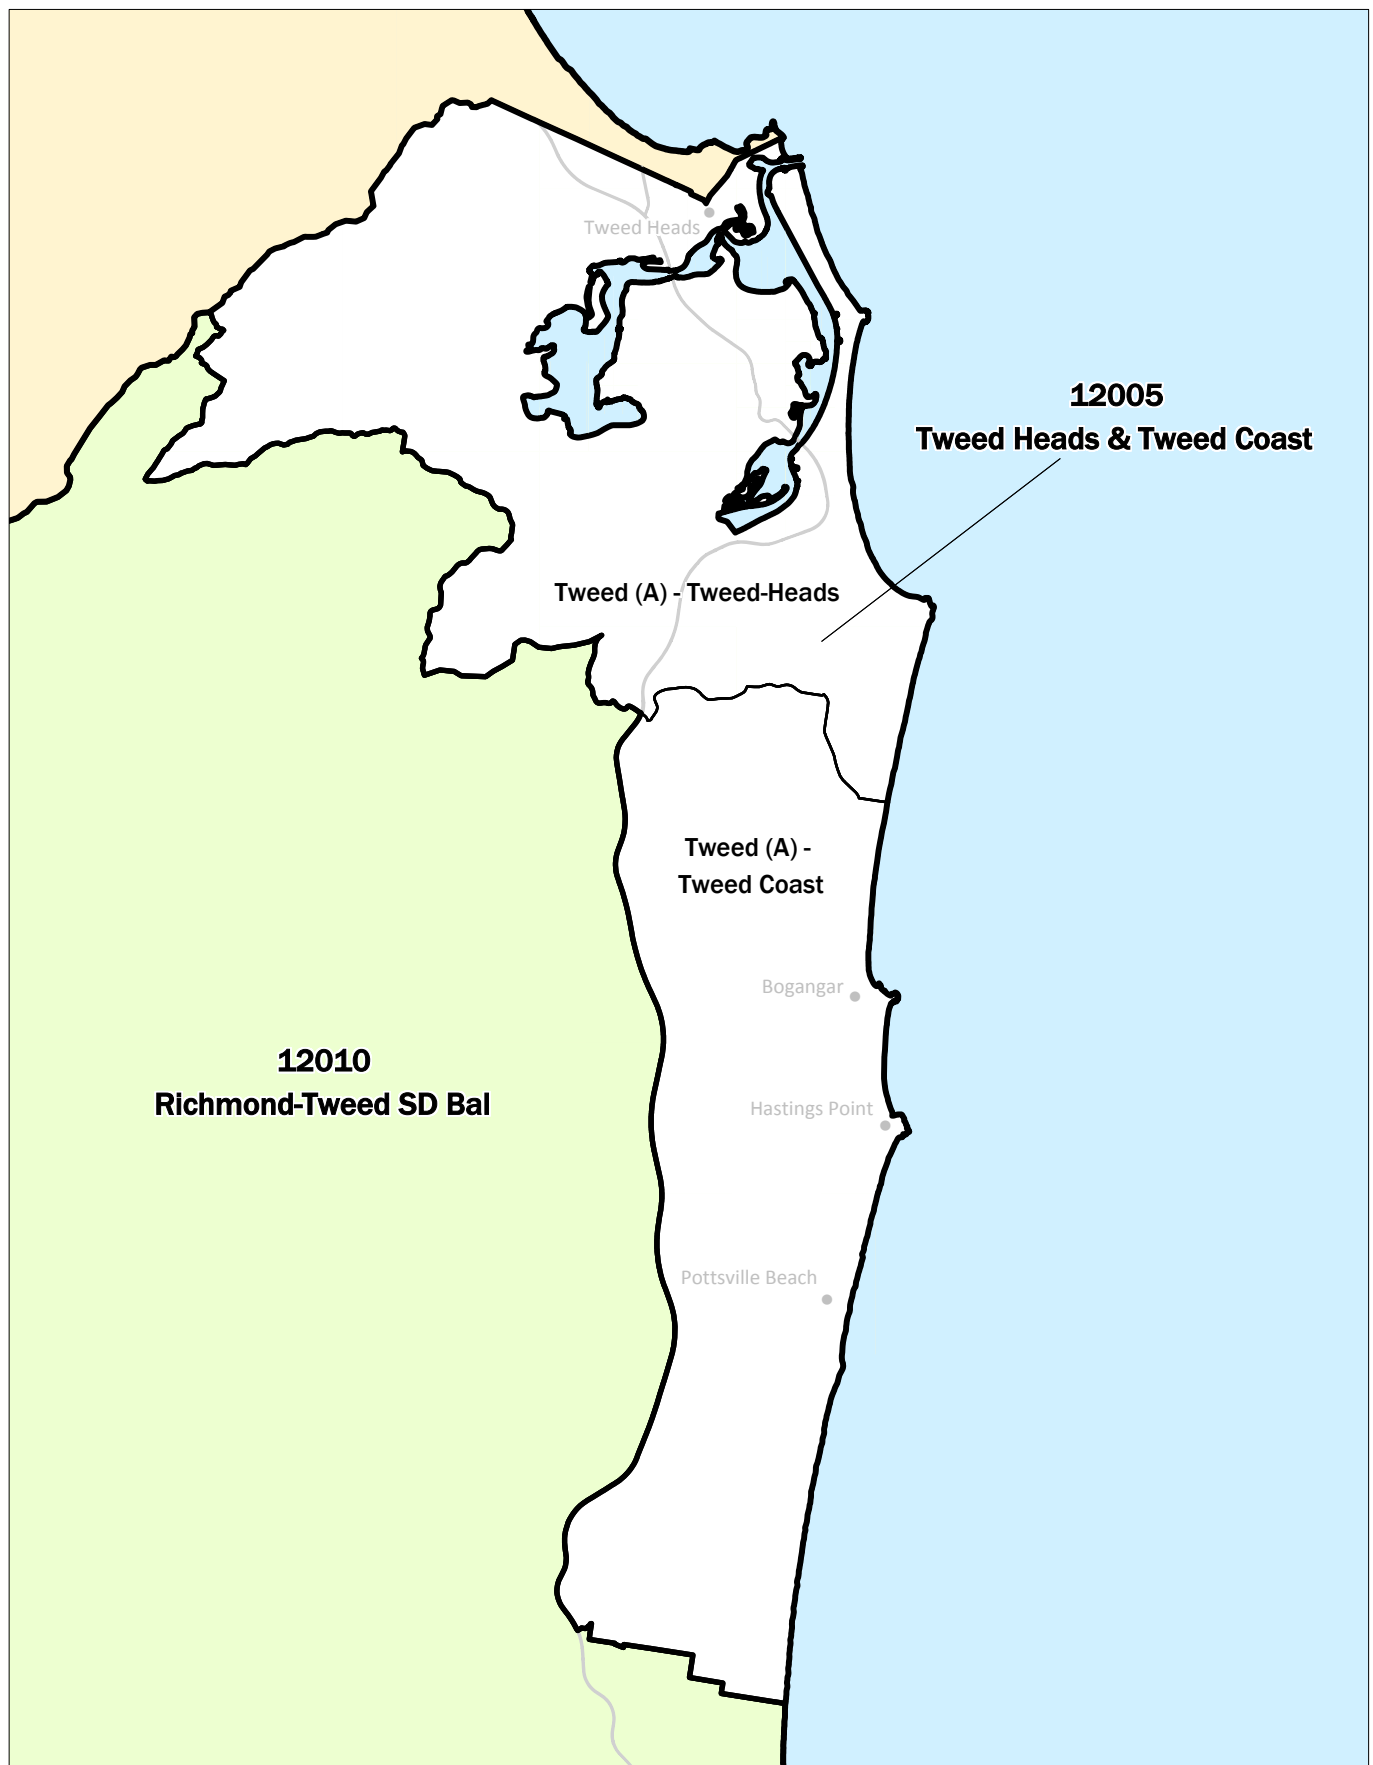 Tweed Heads
12005
Tweed Heads & Tweed Coast
Tweed (A) - Tweed-Heads
Tweed (A) -
Tweed Coast
Bogangar
12010
Richmond-Tweed SD Bal
Hastings Point
Pottsville Beach